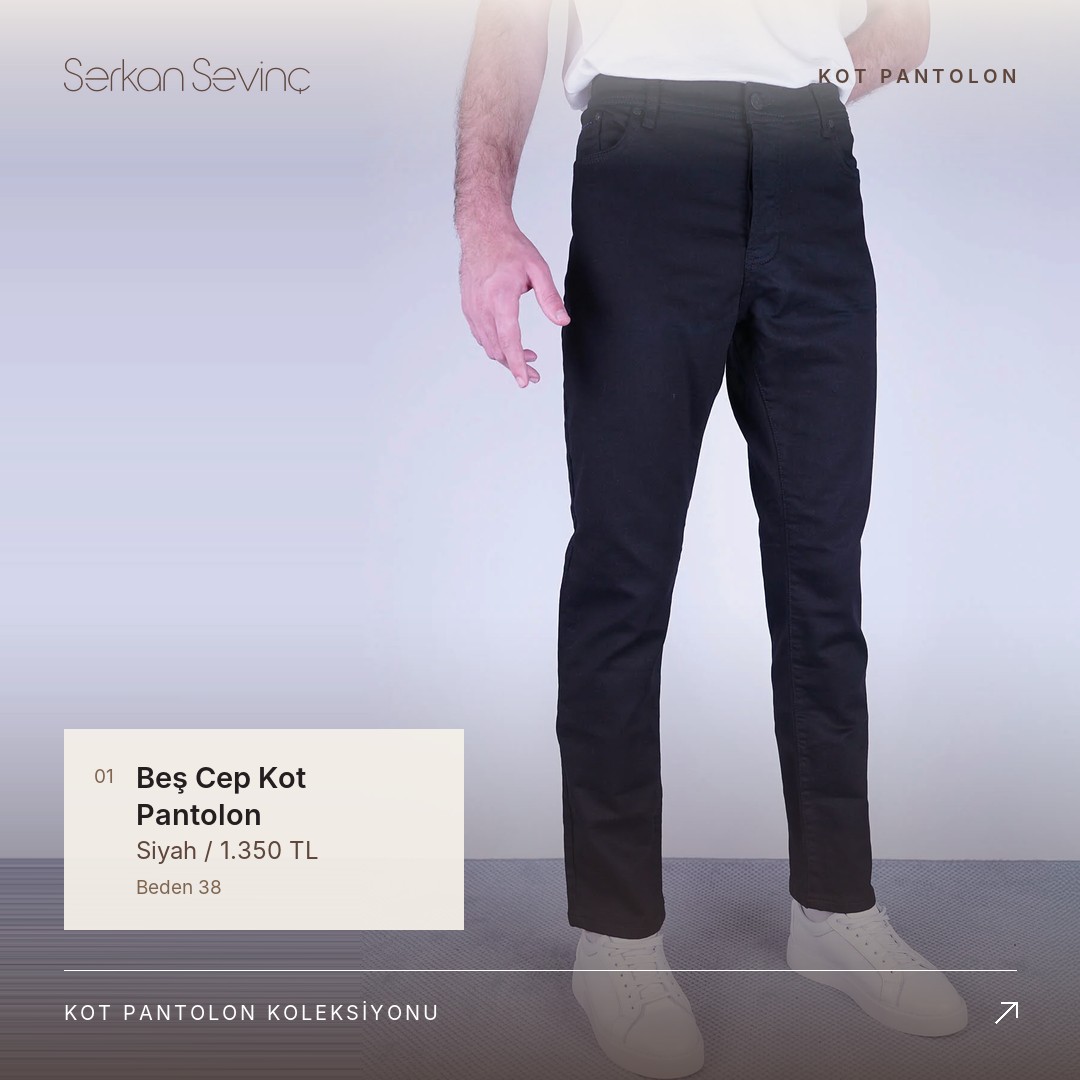 Serkan Sevinç
KOT PANTOLON
01
Beş Cep Kot
Pantolon
Siyah / 1.350 TL
Beden 38
KOT PANTOLON KOLEKSİYONU